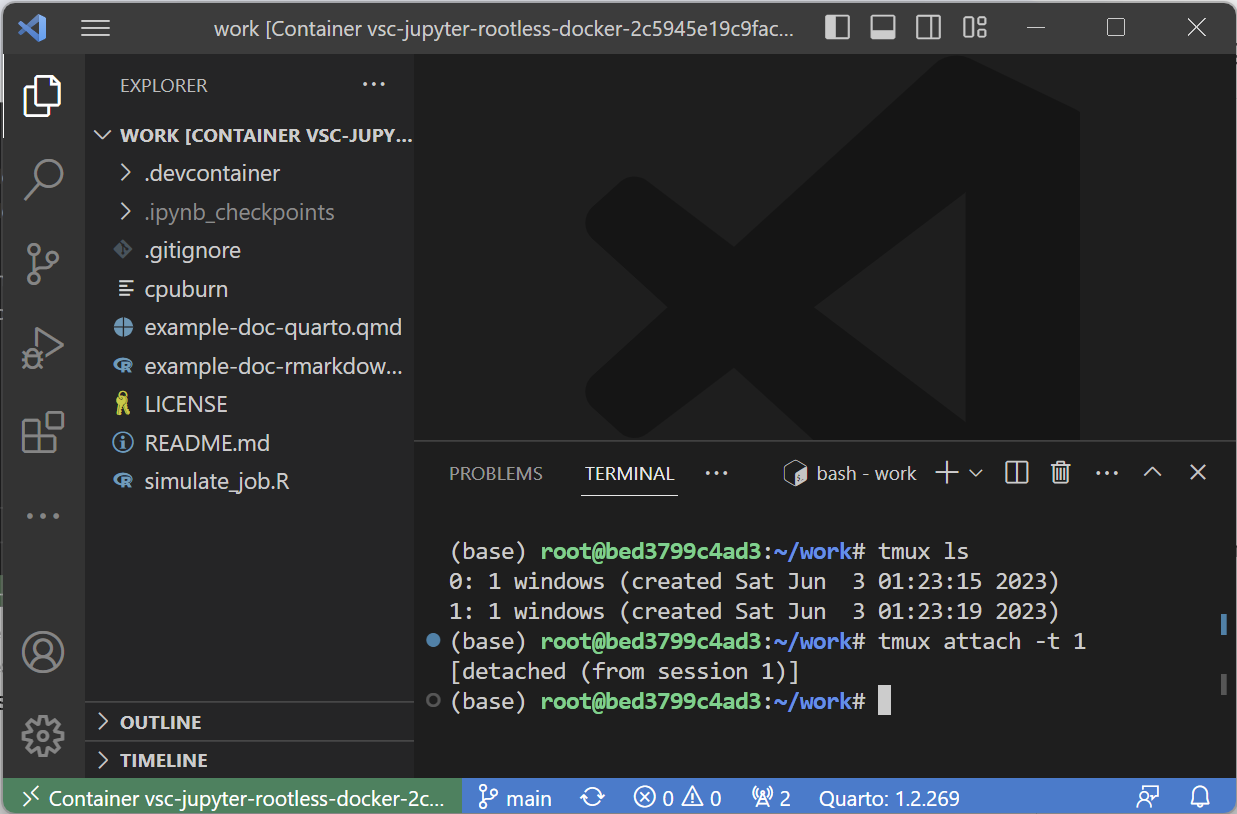 work [Container vsc-jupyter-rootless-docker-2c5945e19c9fac...
EXPLORER
WORK [CONTAINER VSC-JUPY...
.devcontainer
.ipynb_checkpoints
.gitignore
cpuburn
example-doc-quarto.qmd
example-doc-rmarkdow...
LICENSE
README.md
simulate_job.R
OUTLINE
TIMELINE
PROBLEMS TERMINAL bash - work
(base) root@bed3799c4ad3:~/work# tmux ls
0: 1 windows (created Sat Jun  3 01:23:15 2023)
1: 1 windows (created Sat Jun  3 01:23:19 2023)
(base) root@bed3799c4ad3:~/work# tmux attach -t 1
[detached (from session 1)]
(base) root@bed3799c4ad3:~/work#
Container vsc-jupyter-rootless-docker-2c... main 0 0 2 Quarto: 1.2.269